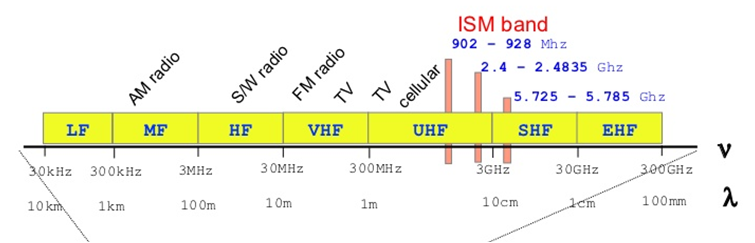 ISM band
902 - 928 Mhz
2.4 - 2.4835 Ghz
5.725 - 5.785 Ghz
AM radio
S/W radio
FM radio
TV
TV
cellular
LF MF HF VHF UHF SHF EHF
ν
30kHz 300kHz 3MHz 30MHz 300MHz 3GHz 30GHz 300GHz
λ
10km 1km 100m 10m 1m 10cm 1cm 100mm